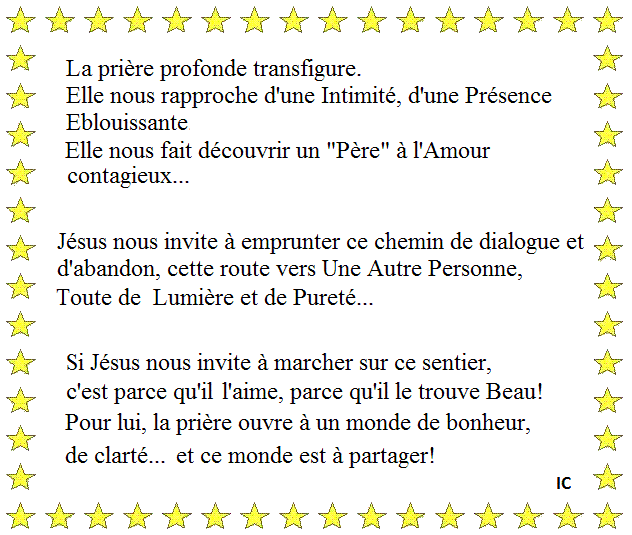 La prière profonde transfigure.
Elle nous rapproche d'une Intimité, d'une Présence
Eblouissante
Elle nous fait découvrir un "Père" à l'Amour
contagieux...
Jésus nous invite à emprunter ce chemin de dialogue et
d'abandon, cette route vers Une Autre Personne,
Toute de Lumière et de Pureté...
Si Jésus nous invite à marcher sur ce sentier,
c'est parce qu'il l'aime, parce qu'il le trouve Beau!
Pour lui, la prière ouvre à un monde de bonheur,
de clarté... et ce monde est à partager!
IC